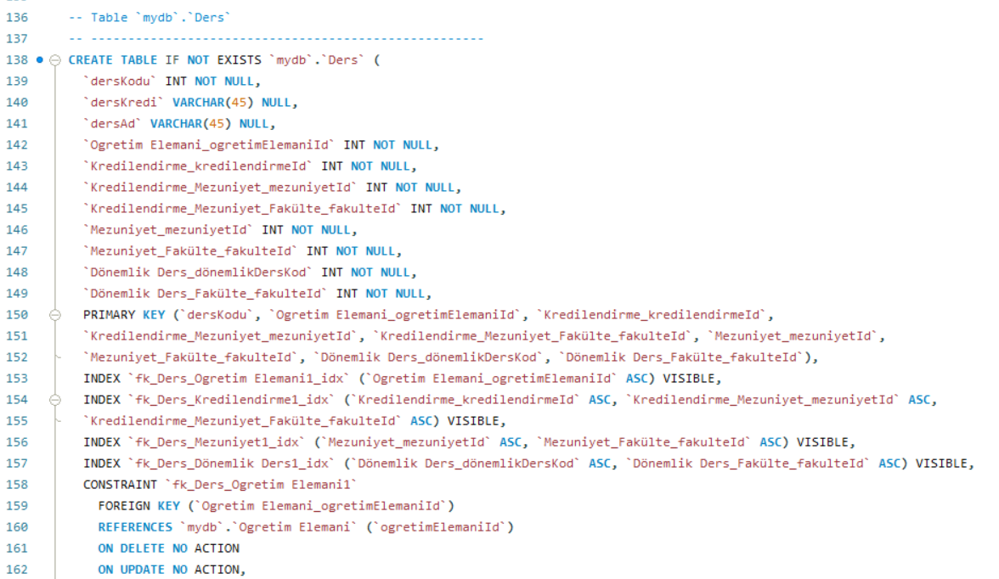 136 -- Table `mydb`.`Ders`
137 -- -----------------------------------------------------
138 CREATE TABLE IF NOT EXISTS `mydb`.`Ders` (
139 `dersKodu` INT NOT NULL,
140 `dersKredi` VARCHAR(45) NULL,
141 `dersAd` VARCHAR(45) NULL,
142 `Ogretim Elemani_ogretimElemaniId` INT NOT NULL,
143 `Kredilendirme_kredilendirmeId` INT NOT NULL,
144 `Kredilendirme_Mezuniyet_mezuniyetId` INT NOT NULL,
145 `Kredilendirme_Mezuniyet_Fakülte_fakulteId` INT NOT NULL,
146 `Mezuniyet_mezuniyetId` INT NOT NULL,
147 `Mezuniyet_Fakülte_fakulteId` INT NOT NULL,
148 `Dönemlik Ders_dönemlikDersKod` INT NOT NULL,
149 `Dönemlik Ders_Fakülte_fakulteId` INT NOT NULL,
150 PRIMARY KEY (`dersKodu`, `Ogretim Elemani_ogretimElemaniId`, `Kredilendirme_kredilendirmeId`,
151 `Kredilendirme_Mezuniyet_mezuniyetId`, `Kredilendirme_Mezuniyet_Fakülte_fakulteId`, `Mezuniyet_mezuniyetId`,
152 `Mezuniyet_Fakülte_fakulteId`, `Dönemlik Ders_dönemlikDersKod`, `Dönemlik Ders_Fakülte_fakulteId`),
153 INDEX `fk_Ders_Ogretim Elemani1_idx` (`Ogretim Elemani_ogretimElemaniId` ASC) VISIBLE,
154 INDEX `fk_Ders_Kredilendirme1_idx` (`Kredilendirme_kredilendirmeId` ASC, `Kredilendirme_Mezuniyet_mezuniyetId` ASC,
155 `Kredilendirme_Mezuniyet_Fakülte_fakulteId` ASC) VISIBLE,
156 INDEX `fk_Ders_Mezuniyet1_idx` (`Mezuniyet_mezuniyetId` ASC, `Mezuniyet_Fakülte_fakulteId` ASC) VISIBLE,
157 INDEX `fk_Ders_Dönemlik Ders1_idx` (`Dönemlik Ders_dönemlikDersKod` ASC, `Dönemlik Ders_Fakülte_fakulteId` ASC) VISIBLE,
158 CONSTRAINT `fk_Ders_Ogretim Elemani1`
159 FOREIGN KEY (`Ogretim Elemani_ogretimElemaniId`)
160 REFERENCES `mydb`.`Ogretim Elemani` (`ogretimElemaniId`)
161 ON DELETE NO ACTION
162 ON UPDATE NO ACTION,